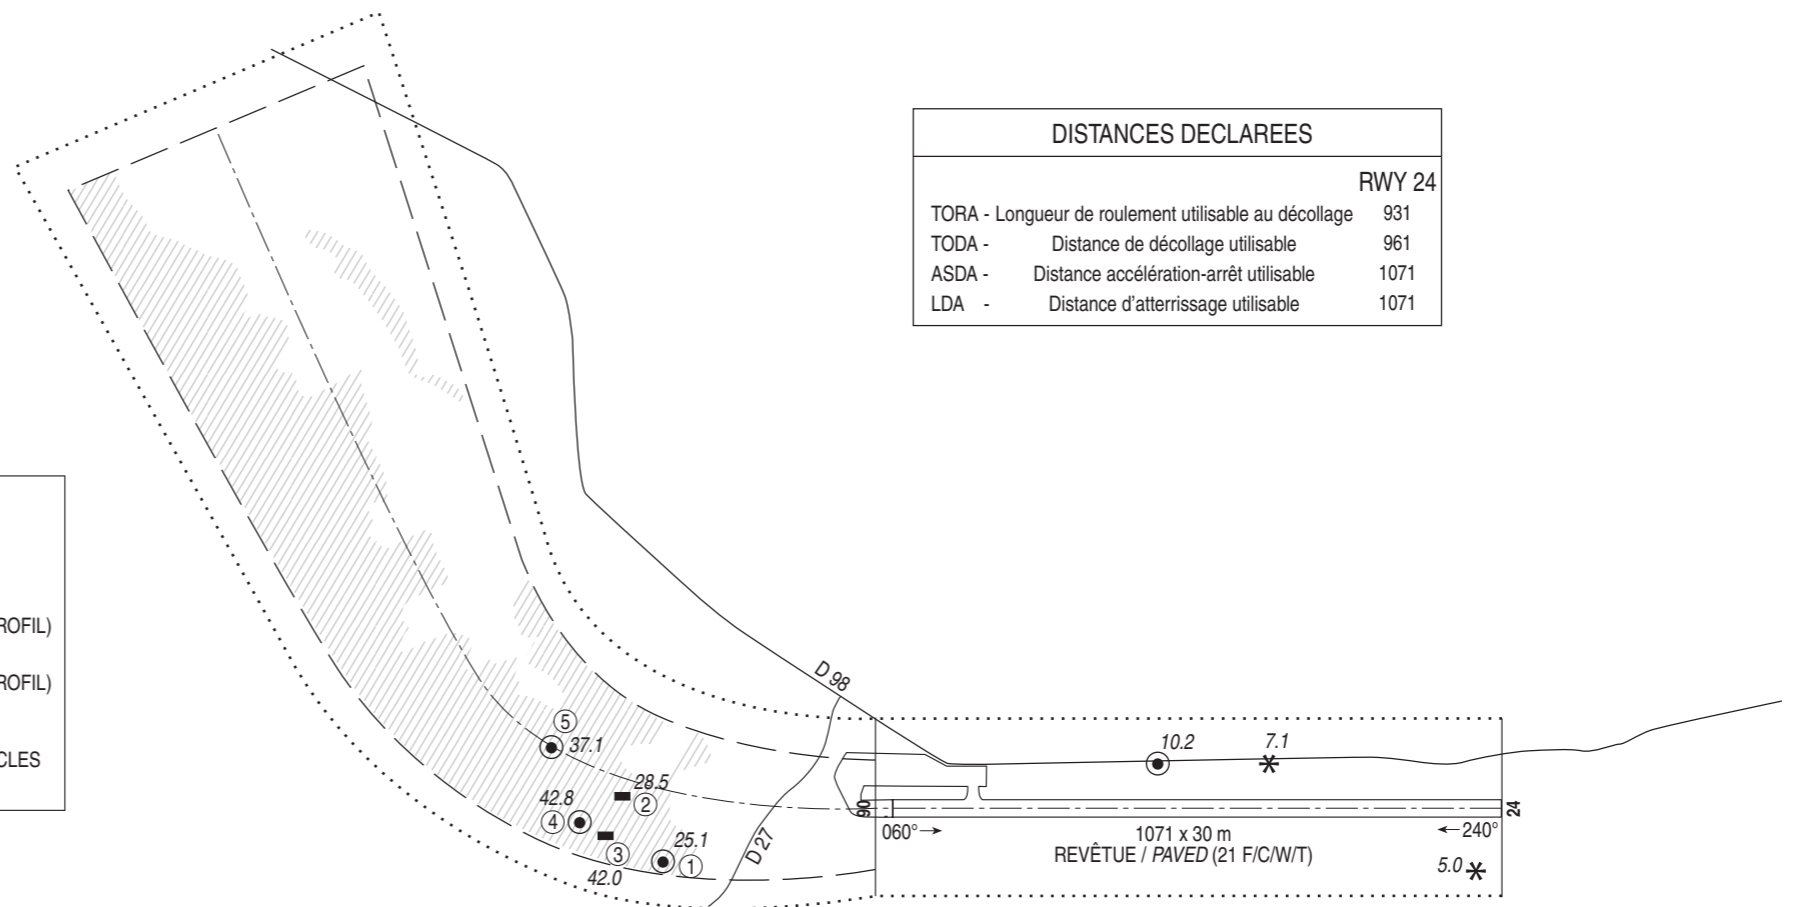 DISTANCES DECLAREES
RWY 24
TORA - Longueur de roulement utilisable au décollage 931
TODA - Distance de décollage utilisable 961
ASDA - Distance accélération-arrêt utilisable 1071
LDA - Distance d'atterrissage utilisable 1071
ROFIL)
ROFIL)
CLES
D 98
D 27
5
37.1
28.5
2
42.8
4
3
42.0
25.1
1
10.2
7.1
06
24
060°→
1071 x 30 m
←240°
REVÊTUE / PAVED (21 F/C/W/T)
5.0